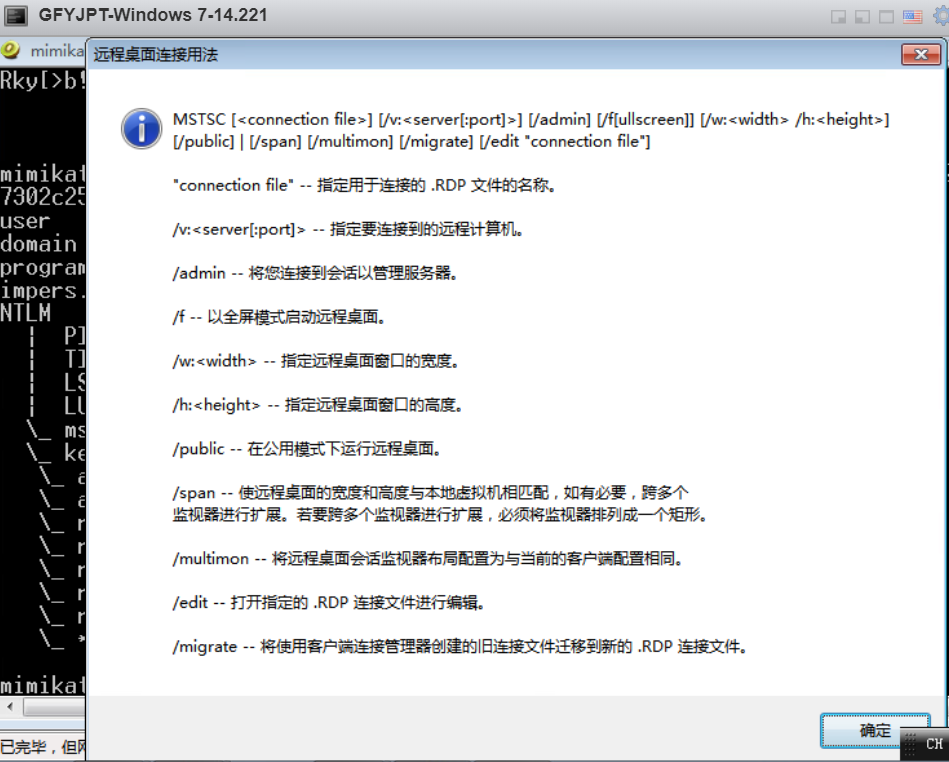 GFYJPT-Windows 7-14.221
mimika
远程桌面连接用法
Rky[>b!
MSTSC [<connection file>] [/v:<server[:port]>] [/admin] [/f[ullscreen]] [/w:<width> /h:<height>]
[/public] | [/span] [/multimon] [/migrate] [/edit "connection file"]
"connection file" -- 指定用于连接的 .RDP 文件的名称。
/v:<server[:port]> -- 指定要连接到的远程计算机。
/admin -- 将您连接到会话以管理服务器。
/f -- 以全屏模式启动远程桌面。
/w:<width> -- 指定远程桌面窗口的宽度。
/h:<height> -- 指定远程桌面窗口的高度。
/public -- 在公用模式下运行远程桌面。
/span -- 使远程桌面的宽度和高度与本地虚拟机相匹配，如有必要，跨多个
监视器进行扩展。若要跨多个监视器进行扩展，必须将监视器排列成一个矩形。
/multimon -- 将远程桌面会话监视器布局配置为与当前的客户端配置相同。
/edit -- 打开指定的 .RDP 连接文件进行编辑。
/migrate -- 将使用客户端连接管理器创建的旧连接文件迁移到新的 .RDP 连接文件。
确定
mimikat
7302c25
user
domain
program
impers.
NTLM
| PI
| TI
| LS
| LU
\_ ms
\_ ke
\_ a
\_ a
\_ r
\_ r
\_ r
\_ r
\_ r
\_ *
mimikat
已完毕，但网
CH